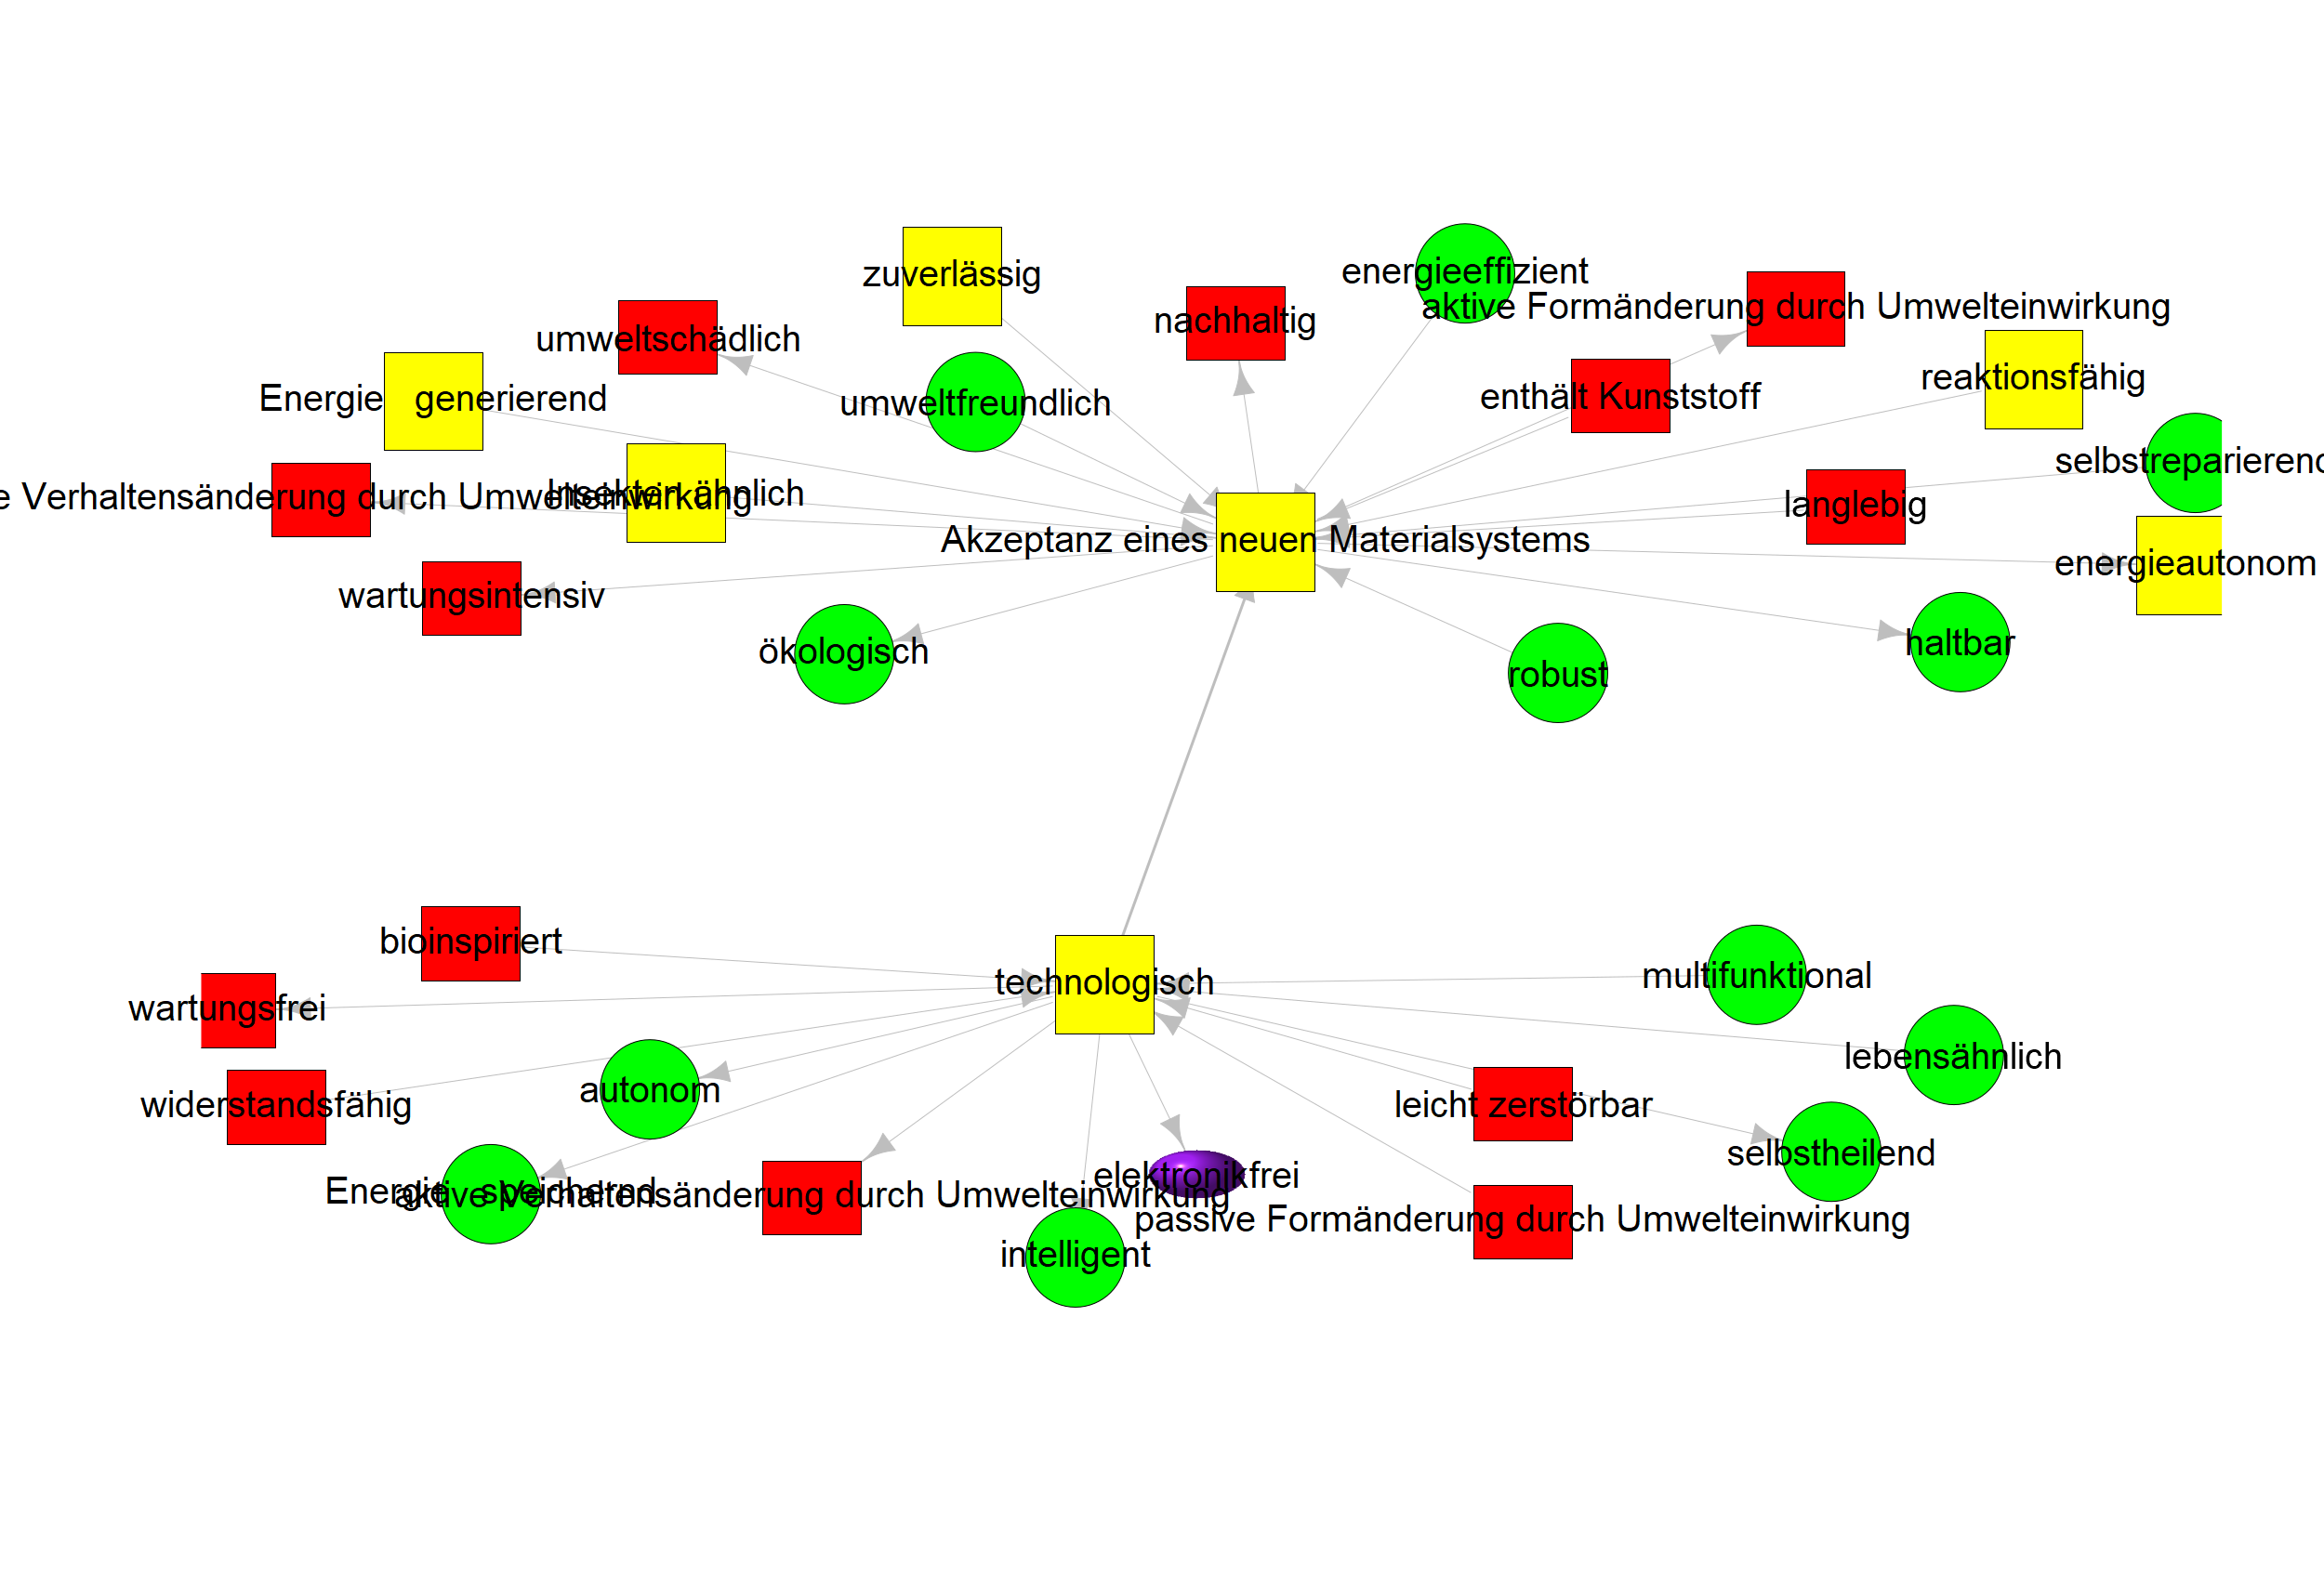 energieeffizient
zuverlässig
aktive Formänderung durch Umwelteinwirkung
nachhaltig
umweltschädlich
reaktionsfähig
Energie generierend
enthält Kunststoff
umweltfreundlich
selbstreparierend
Insekten ähnlich
e Verhaltensänderung durch Umwelteinwirkung
langlebig
Akzeptanz eines neuen Materialsystems
energieautonom
wartungsintensiv
haltbar
ökologisch
robust
bioinspiriert
multifunktional
technologisch
wartungsfrei
lebensähnlich
autonom
widerstandsfähig
leicht zerstörbar
selbstheilend
elektronikfrei
Energie speichernd
aktive Verhaltensänderung durch Umwelteinwirkung
passive Formänderung durch Umwelteinwirkung
intelligent